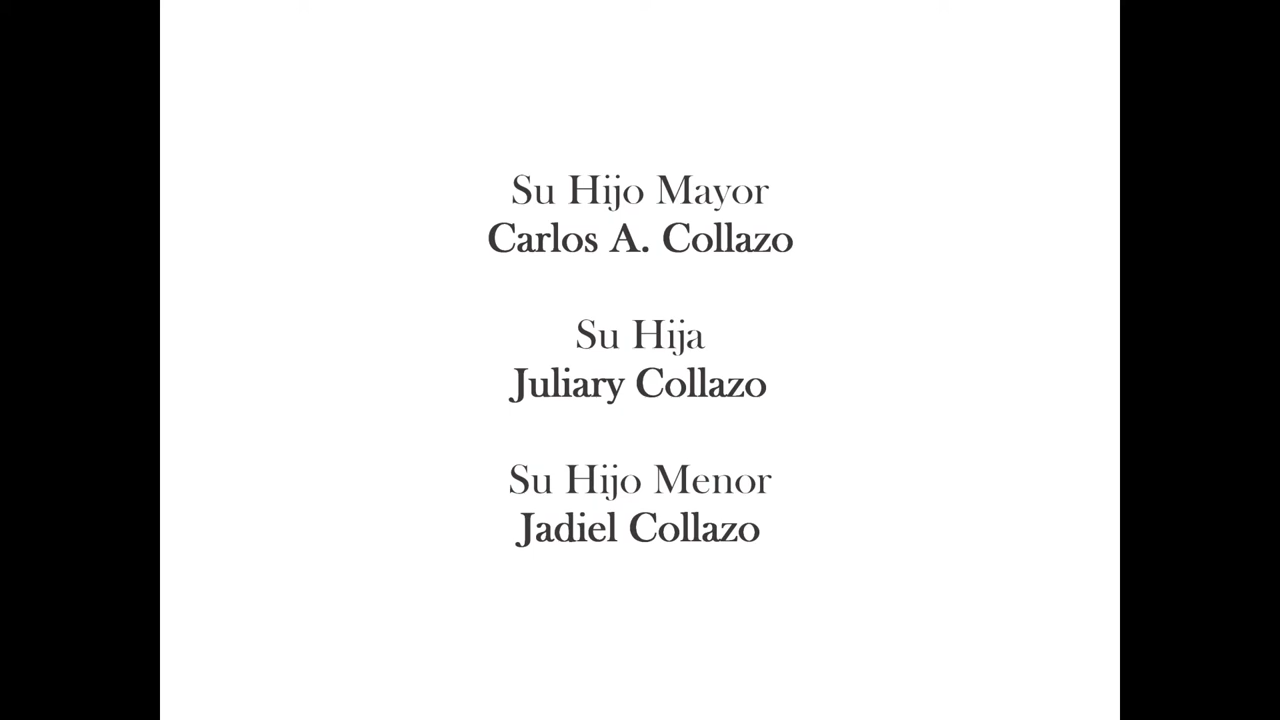 Su Hijo Mayor
Carlos A. Collazo
Su Hija
Juliary Collazo
Su Hijo Menor
Jadiel Collazo